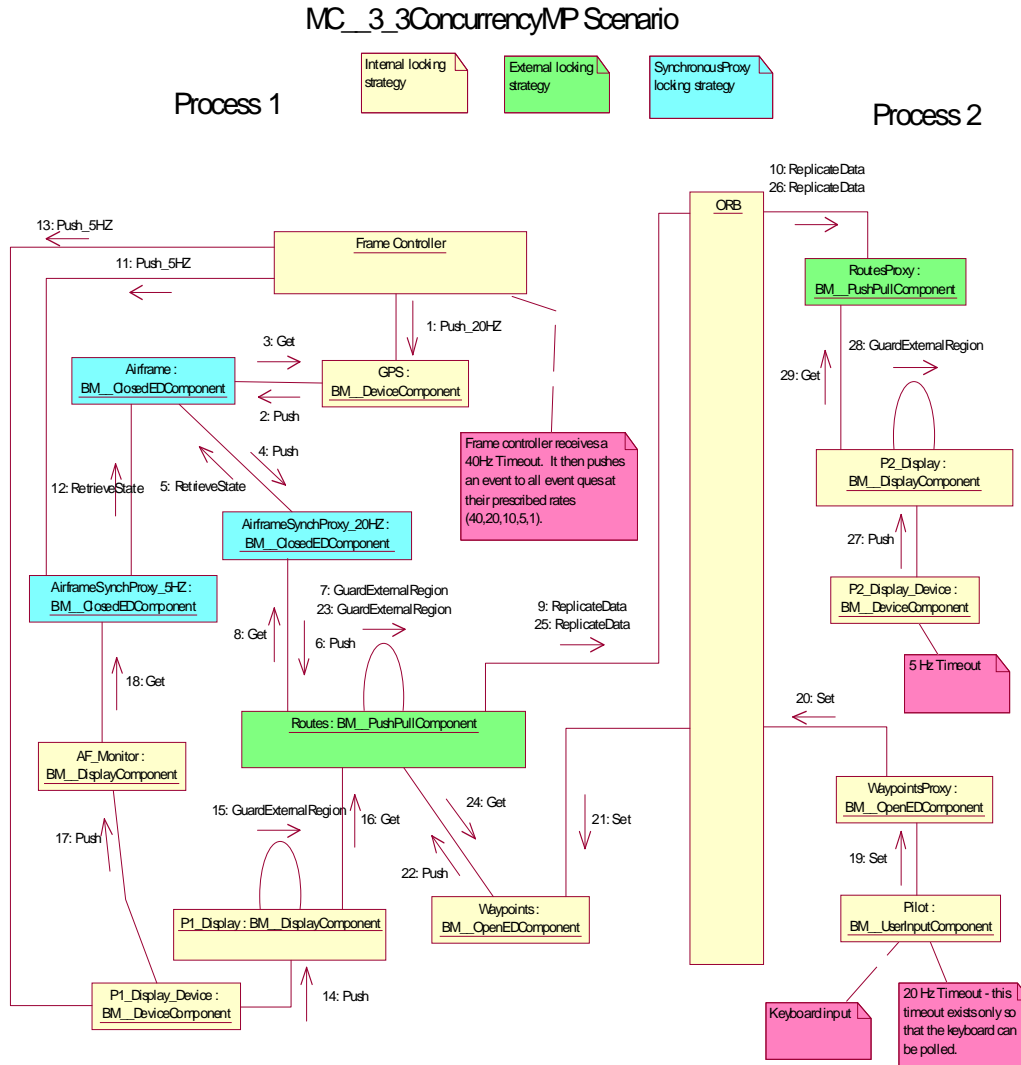 MC__3_3ConcurrencyMP Scenario
Internal locking
strategy
External locking
strategy
SynchronousProxy
locking strategy
Process 1
Process 2
10: ReplicateData
26: ReplicateData
ORB
13: Push_5HZ
Frame Controller
11: Push_5HZ
RoutesProxy :
BM__PushPullComponent
1: Push_20HZ
3: Get
28: GuardExternalRegion
Airframe :
BM__ClosedEDComponent
GPS :
BM__DeviceComponent
29: Get
2: Push
4: Push
Frame controller receives a
40Hz Timeout. It then pushes
an event to all event ques at
their prescribed rates
(40,20,10,5,1).
P2_Display :
BM__DisplayComponent
12: RetrieveState
5: RetrieveState
AirframeSynchProxy_20HZ :
BM__ClosedEDComponent
27: Push
AirframeSynchProxy_5HZ :
BM__ClosedEDComponent
7: GuardExternalRegion
23: GuardExternalRegion
P2_Display_Device :
BM__DeviceComponent
9: ReplicateData
25: ReplicateData
8: Get
6: Push
5 Hz Timeout
18: Get
20: Set
Routes : BM__PushPullComponent
AF_Monitor :
BM__DisplayComponent
WaypointsProxy :
BM__OpenEDComponent
15: GuardExternalRegion
24: Get
16: Get
21: Set
17: Push
19: Set
22: Push
Pilot :
BM__UserInputComponent
P1_Display : BM__DisplayComponent
Waypoints :
BM__OpenEDComponent
P1_Display_Device :
BM__DeviceComponent
14: Push
Keyboard input
20 Hz Timeout - this
timeout exists only so
that the keyboard can
be polled.